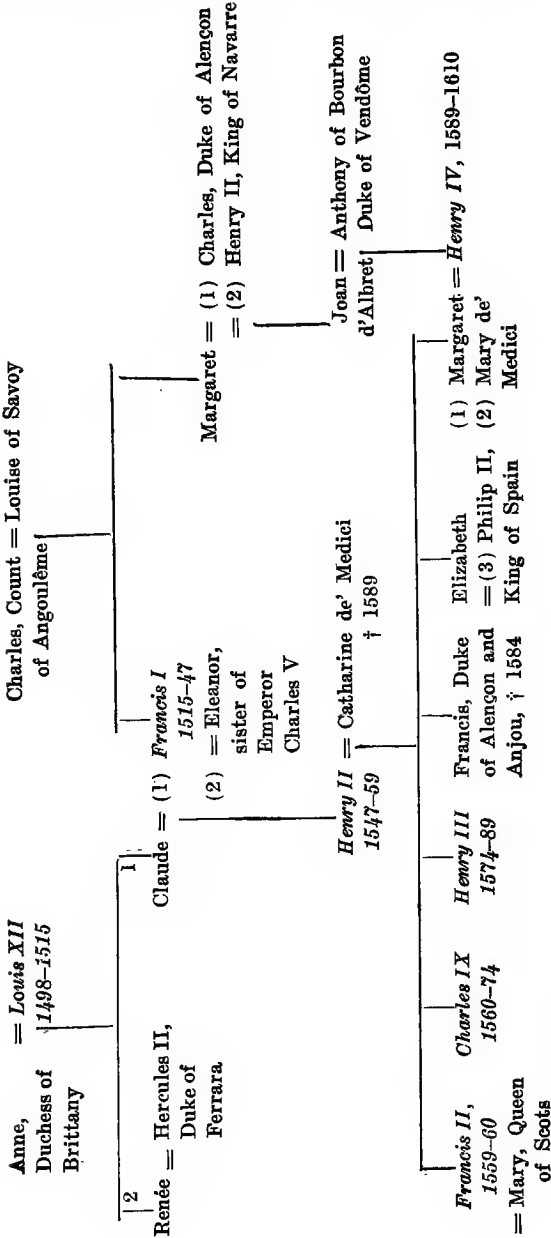 Anne, = Louis XII
Duchess of 1498–1515
Brittany
Charles, Count = Louise of Savoy
of Angoulême
2
1
Renée = Hercules II,
Duke of
Ferrara
Claude = (1) Francis I
1515–47
(2) = Eleanor,
sister of
Emperor
Charles V
Margaret = (1) Charles, Duke of Alençon
= (2) Henry II, King of Navarre
Henry II = Catharine de' Medici
1547–59 † 1589
Joan = Anthony of Bourbon
d'Albret Duke of Vendôme
Francis II,
1559–60
= Mary, Queen
of Scots
Charles IX
1560–74
Henry III
1574–89
Francis, Duke
of Alençon and
Anjou, † 1584
Elizabeth
= (3) Philip II,
King of Spain
(1) Margaret = Henry IV, 1589–1610
(2) Mary de'
Medici